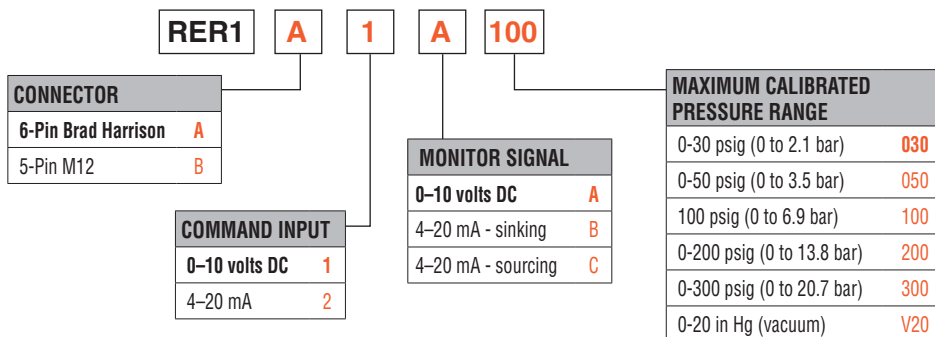 RER1 A 1 A 100
CONNECTOR
6-Pin Brad Harrison A
5-Pin M12 B
COMMAND INPUT
0–10 volts DC 1
4–20 mA 2
MONITOR SIGNAL
0–10 volts DC A
4–20 mA - sinking B
4–20 mA - sourcing C
MAXIMUM CALIBRATED
PRESSURE RANGE
0-30 psig (0 to 2.1 bar) 030
0-50 psig (0 to 3.5 bar) 050
100 psig (0 to 6.9 bar) 100
0-200 psig (0 to 13.8 bar) 200
0-300 psig (0 to 20.7 bar) 300
0-20 in Hg (vacuum) V20